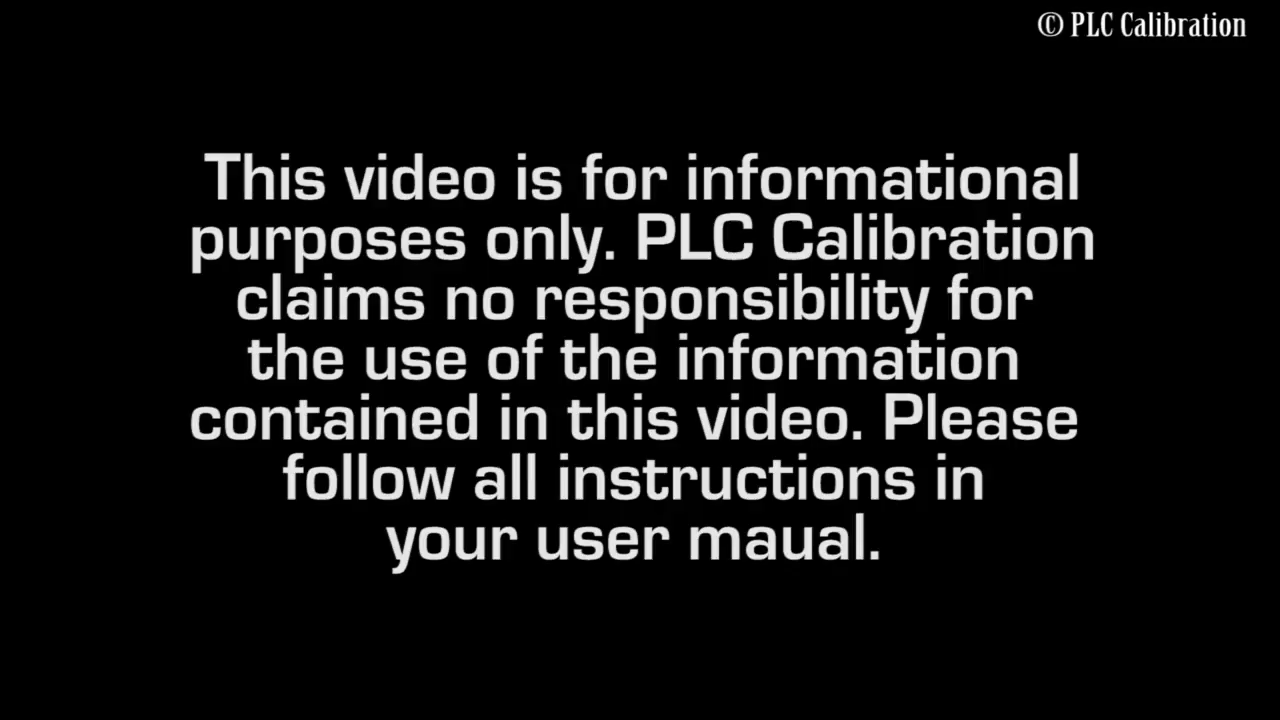 © PLC Calibration
This video is for informational
purposes only. PLC Calibration
claims no responsibility for
the use of the information
contained in this video. Please
follow all instructions in
your user maual.